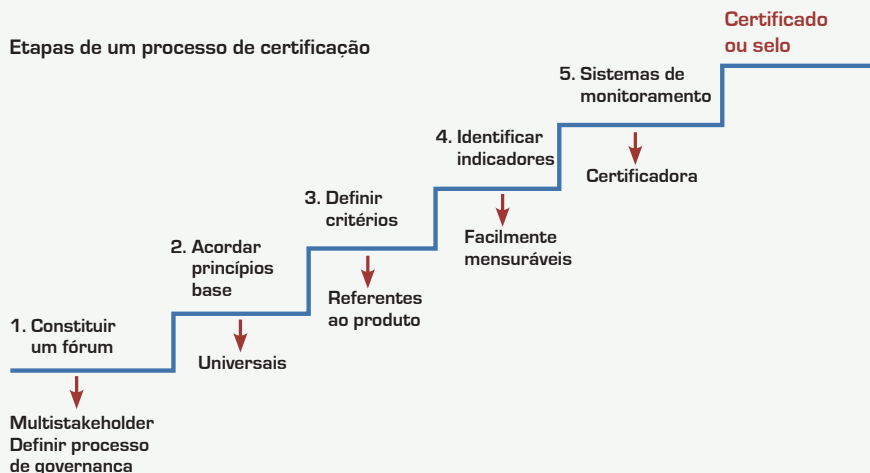 Etapas de um processo de certificação
Certificado
ou selo
5. Sistemas de
monitoramento
Certificadora
4. Identificar
indicadores
Facilmente
mensuráveis
3. Definir
critérios
Referentes
ao produto
2. Acordar
princípios
base
Universais
1. Constituir
um fórum
Multistakeholder
Definir processo
de governança